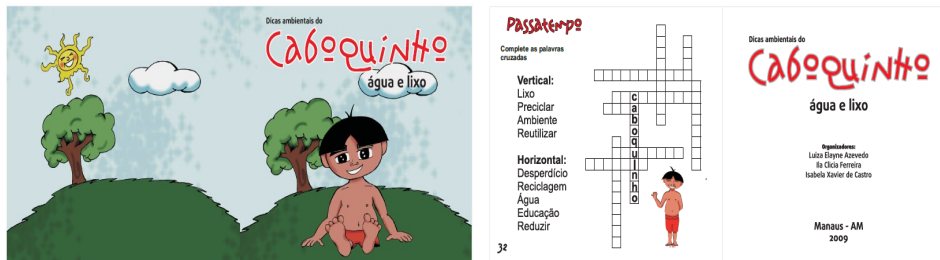 Dicas ambientais do
Caboquinho
água e lixo
Passatempo
Complete as palavras
cruzadas
Vertical:
Lixo
Preciclar
Ambiente
Reutilizar
Horizontal:
Desperdício
Reciclagem
Água
Educação
Reduzir
caboquinho
32
Dicas ambientais do
Caboquinho
água e lixo
Organizadores:
Luiza Elayne Azevedo
Ila Clicia Ferreira
Isabela Xavier de Castro
Manaus - AM
2009